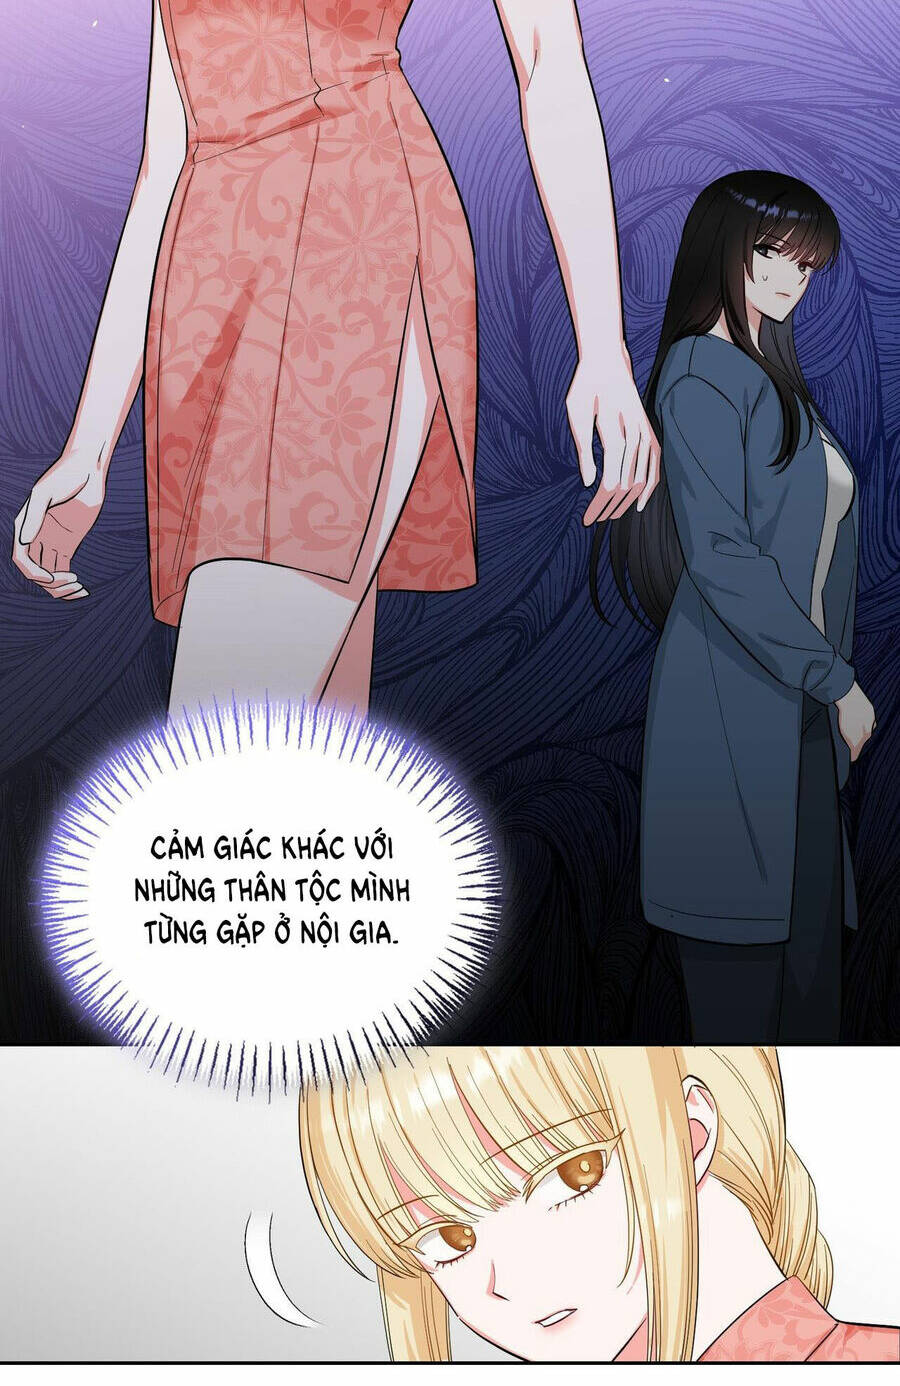 CẢM GIÁC KHÁC VỚI
NHỮNG THÂN TỘC MÌNH
TỪNG GẶP Ở NỘI GIA.